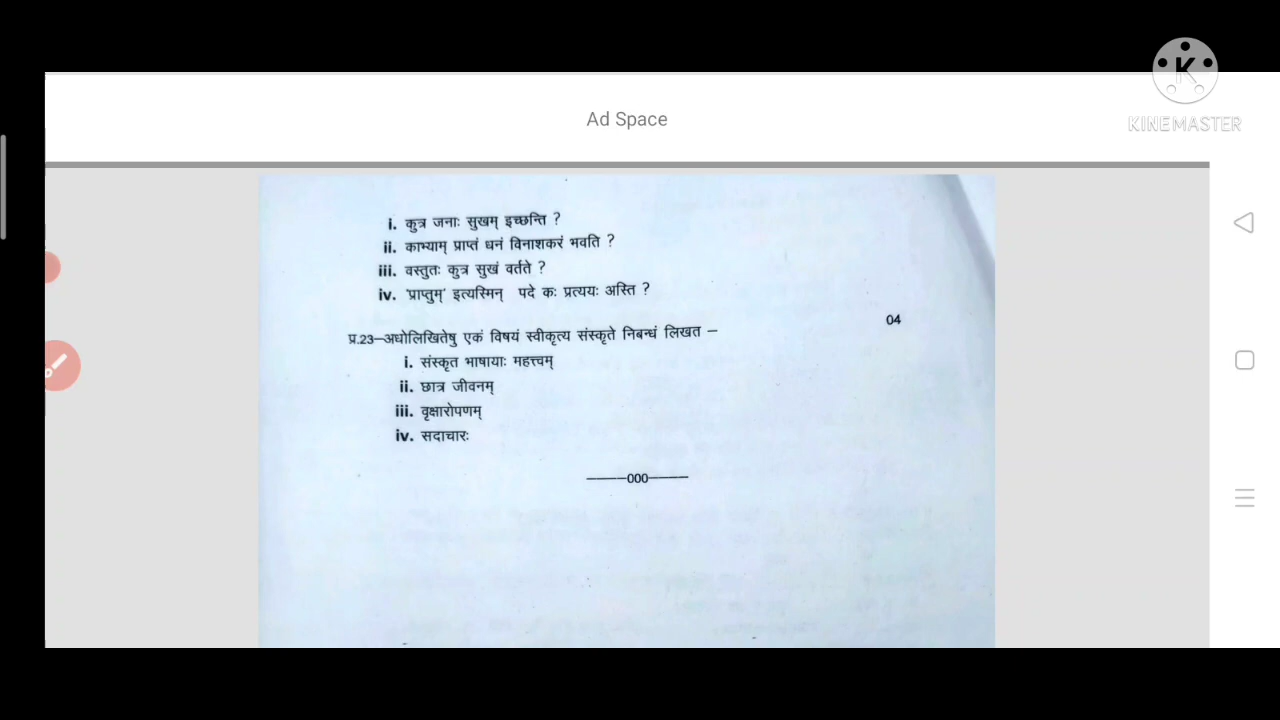 Ad Space
KINEMASTER
i. कुत्र जनाः सुखम् इच्छन्ति ?
ii. काभ्याम् प्राप्तं धनं विनाशकरं भवति ?
iii. वस्तुतः कुत्र सुखं वर्तते ?
iv. 'प्राप्तुम्' इत्यस्मिन् पदे कः प्रत्ययः अस्ति ?
04
प्र.23–अधोलिखितेषु एकं विषयं स्वीकृत्य संस्कृते निबन्धं लिखत –
i. संस्कृत भाषायाः महत्त्वम्
ii. छात्र जीवनम्
iii. वृक्षारोपणम्
iv. सदाचारः
———000———